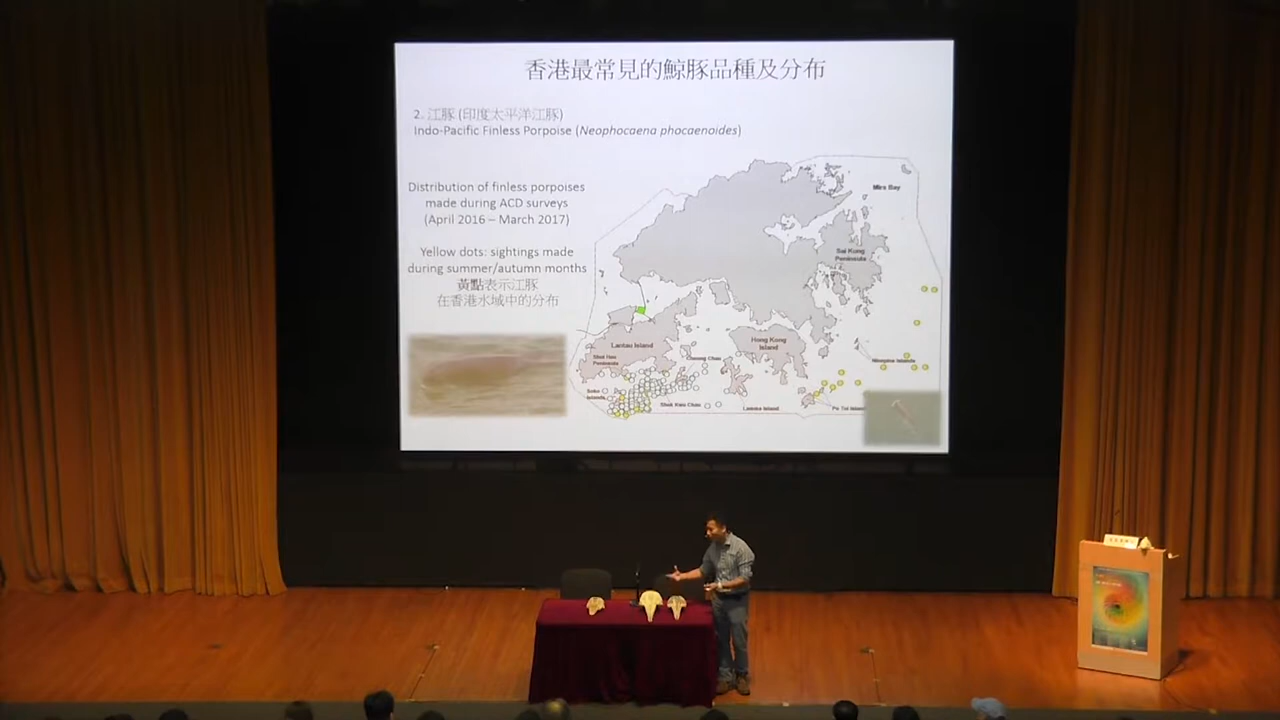 香港最常見的鯨豚品種及分布
2. 江豚 (印度太平洋江豚)
Indo-Pacific Finless Porpoise (Neophocaena phocaenoides)
Distribution of finless porpoises
made during ACD surveys
(April 2016 – March 2017)
Yellow dots: sightings made
during summer/autumn months
黃點表示江豚
在香港水域中的分布
Mirs Bay
Sai Kung
Peninsula
Hong Kong
Island
Lantau Island
Shui Hau
Peninsula
Cheung Chau
Ninepins Islands
Soko
Islands
Shek Kwu Chau
Lamma Island
Po Toi Island